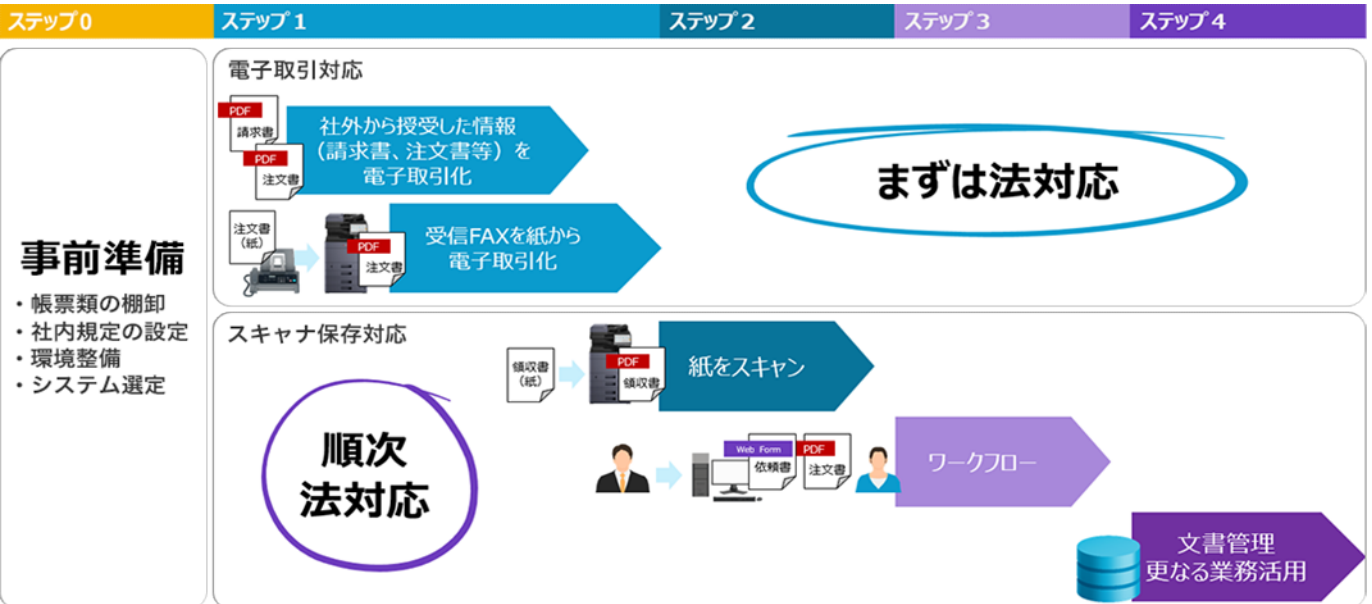 ステップ0
ステップ1
ステップ2
ステップ3
ステップ4
事前準備
・帳票類の棚卸
・社内規定の設定
・環境整備
・システム選定
電子取引対応
PDF
請求書
PDF
注文書
社外から授受した情報
（請求書、注文書等）を
電子取引化
まずは法対応
注文書
（紙）
PDF
注文書
受信FAXを紙から
電子取引化
スキャナ保存対応
順次
法対応
領収書
（紙）
PDF
領収書
紙をスキャン
Web Form
依頼書
PDF
注文書
ワークフロー
文書管理
更なる業務活用